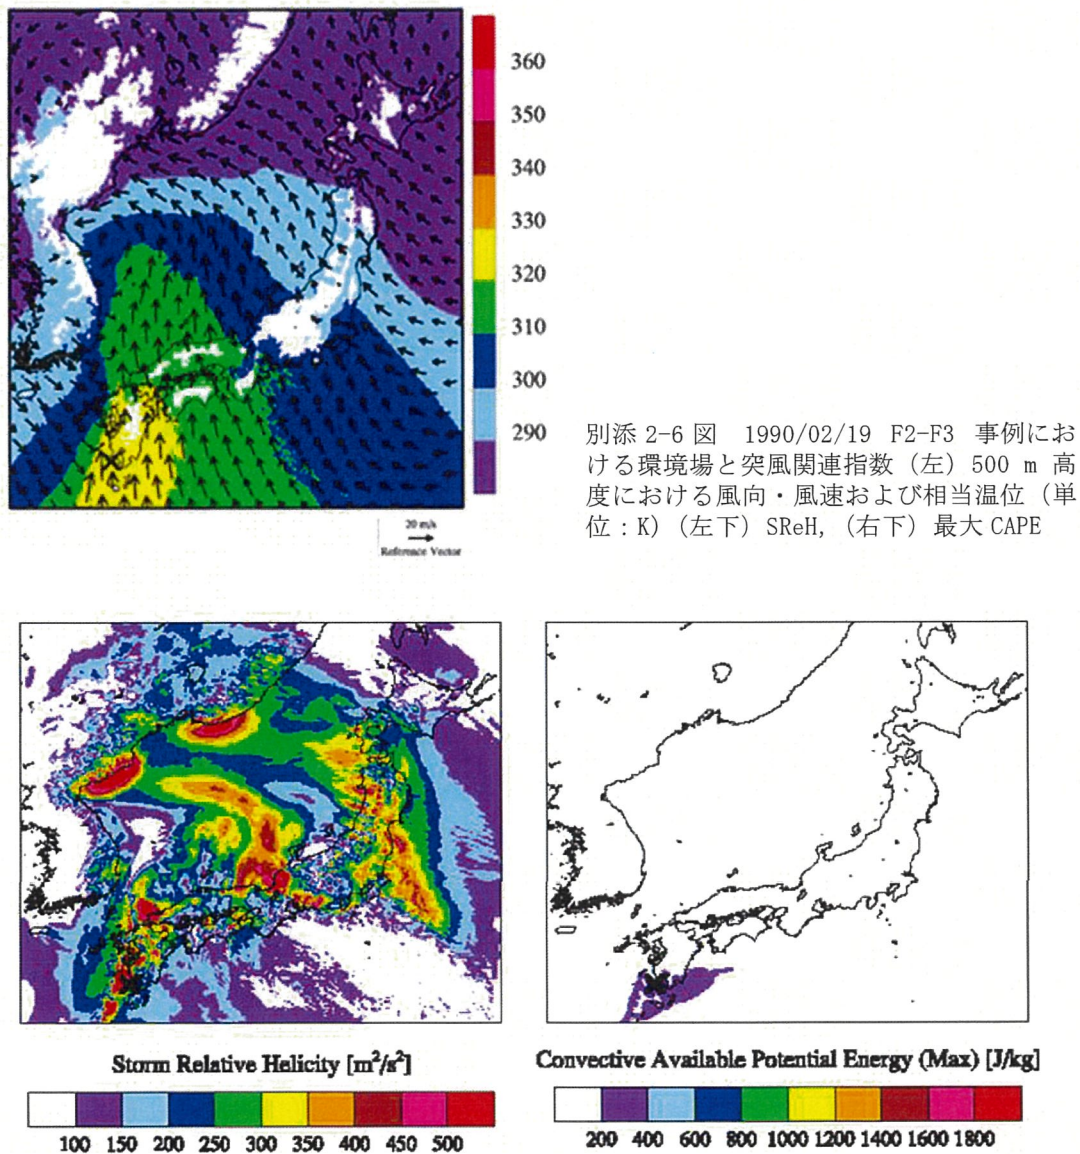 360
350
340
330
320
310
300
290
20 m/s
Reference Vector
別添 2-6 図 1990/02/19 F2-F3 事例にお
ける環境場と突風関連指数（左）500 m 高
度における風向・風速および相当温位（単
位：K）（左下）SReH,（右下）最大 CAPE
Storm Relative Helicity [m²/s²]
100 150 200 250 300 350 400 450 500
Convective Available Potential Energy (Max) [J/kg]
200 400 600 800 1000 1200 1400 1600 1800